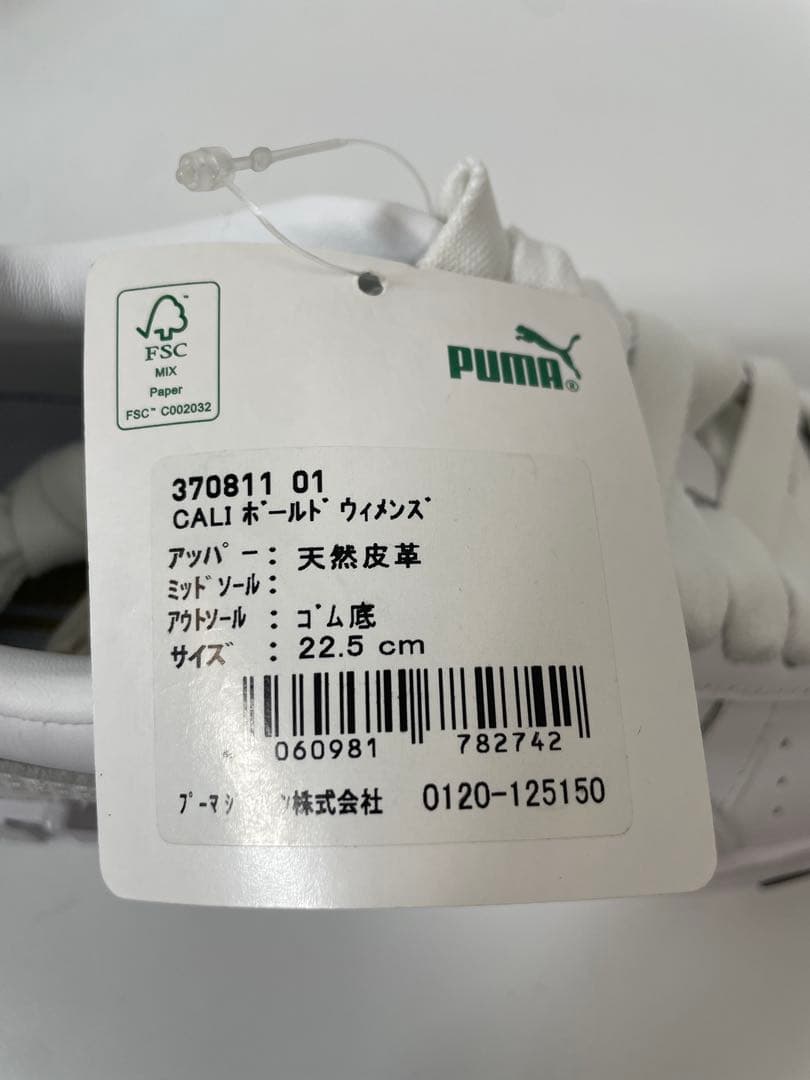 FSC
MIX
Paper
FSC™ C002032
PUMA®
370811 01
CALI ﾎﾞｰﾙﾄﾞ ｳｨﾒﾝｽﾞ
ｱｯﾊﾟｰ : 天然皮革
ﾐｯﾄﾞｿｰﾙ:
ｱｳﾄｿｰﾙ : ｺﾞﾑ底
ｻｲｽﾞ : 22.5 cm
060981 782742
株式会社 0120-125150